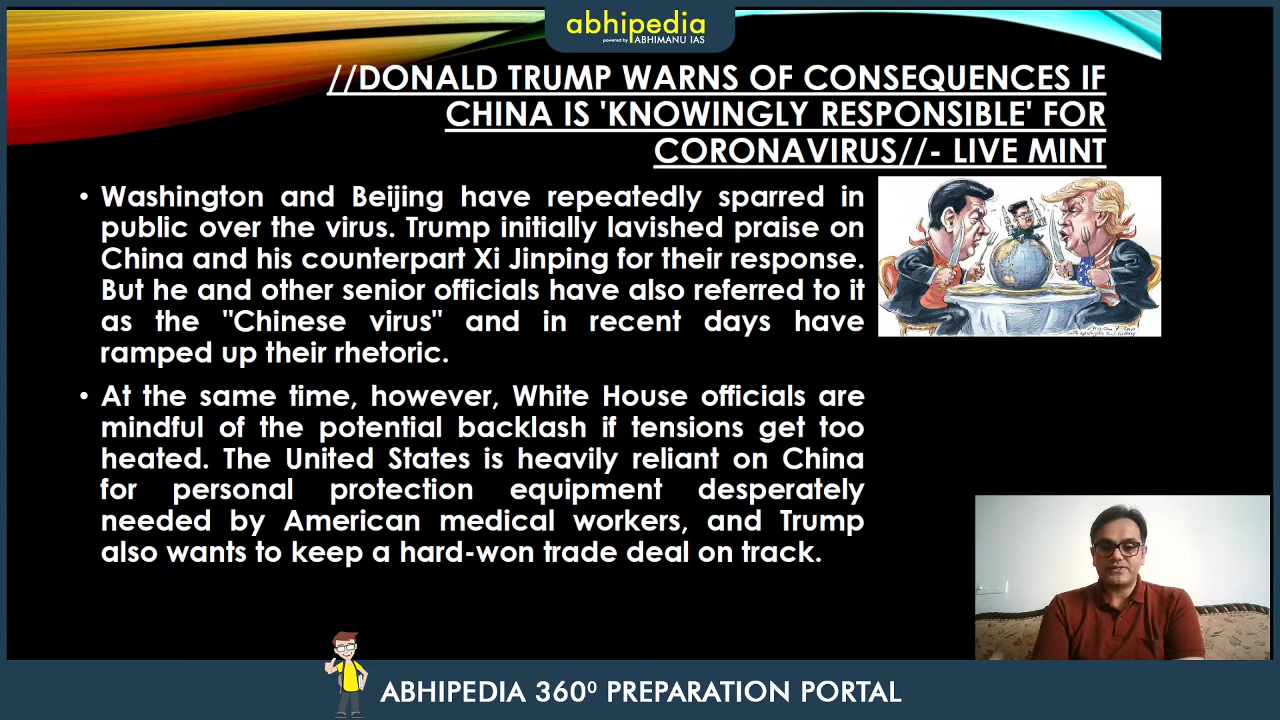 abhipedia
powered by ABHIMANU IAS
//DONALD TRUMP WARNS OF CONSEQUENCES IF
CHINA IS 'KNOWINGLY RESPONSIBLE' FOR
CORONAVIRUS//- LIVE MINT
• Washington and Beijing have repeatedly sparred in
public over the virus. Trump initially lavished praise on
China and his counterpart Xi Jinping for their response.
But he and other senior officials have also referred to it
as the "Chinese virus" and in recent days have
ramped up their rhetoric.
• At the same time, however, White House officials are
mindful of the potential backlash if tensions get too
heated. The United States is heavily reliant on China
for personal protection equipment desperately
needed by American medical workers, and Trump
also wants to keep a hard-won trade deal on track.
ABHIPEDIA 360⁰ PREPARATION PORTAL